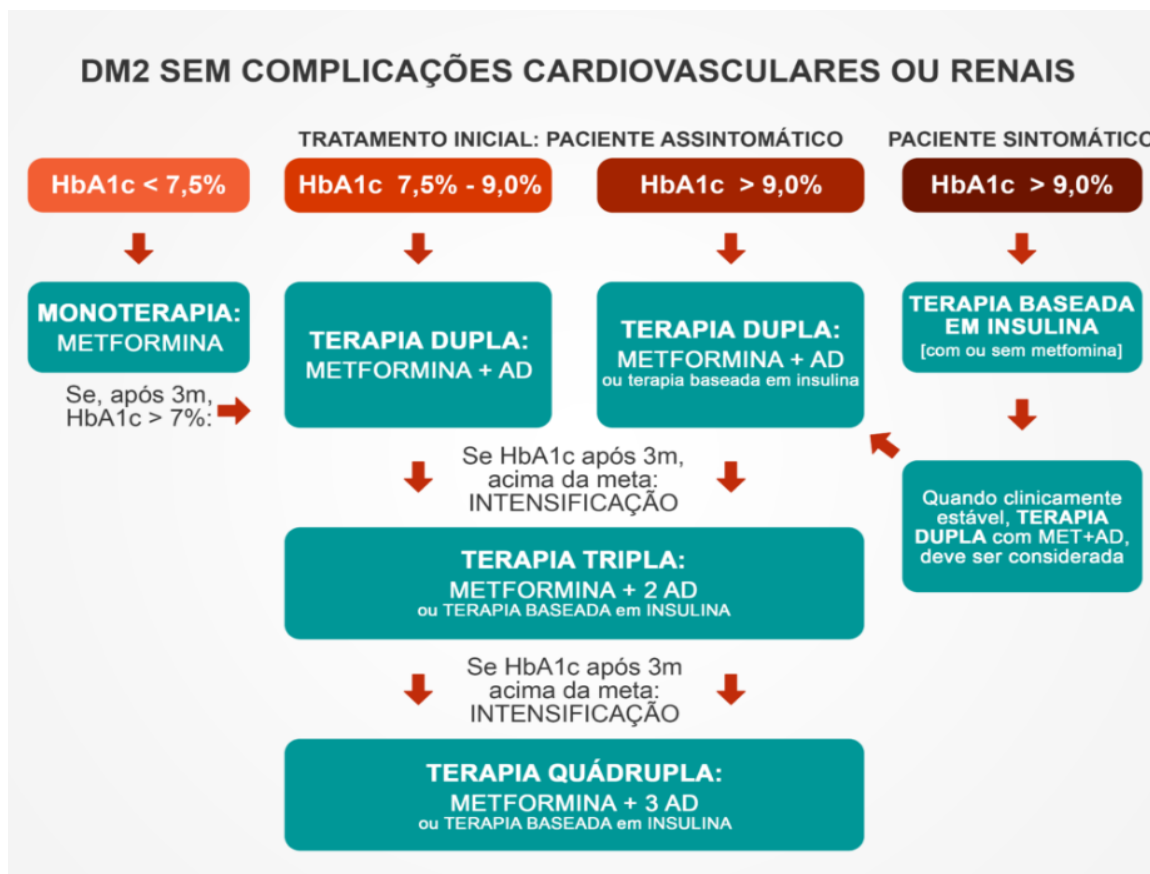 DM2 SEM COMPLICAÇÕES CARDIOVASCULARES OU RENAIS
TRATAMENTO INICIAL: PACIENTE ASSINTOMÁTICO
PACIENTE SINTOMÁTICO
HbA1c < 7,5%
HbA1c 7,5% - 9,0%
HbA1c > 9,0%
HbA1c > 9,0%
MONOTERAPIA:
METFORMINA
Se, após 3m,
HbA1c > 7%:
TERAPIA DUPLA:
METFORMINA + AD
TERAPIA DUPLA:
METFORMINA + AD
ou terapia baseada em insulina
TERAPIA BASEADA
EM INSULINA
[com ou sem metfomina]
Quando clinicamente
estável, TERAPIA
DUPLA com MET+AD,
deve ser considerada
Se HbA1c após 3m,
acima da meta:
INTENSIFICAÇÃO
TERAPIA TRIPLA:
METFORMINA + 2 AD
ou TERAPIA BASEADA em INSULINA
Se HbA1c após 3m
acima da meta:
INTENSIFICAÇÃO
TERAPIA QUÁDRUPLA:
METFORMINA + 3 AD
ou TERAPIA BASEADA em INSULINA